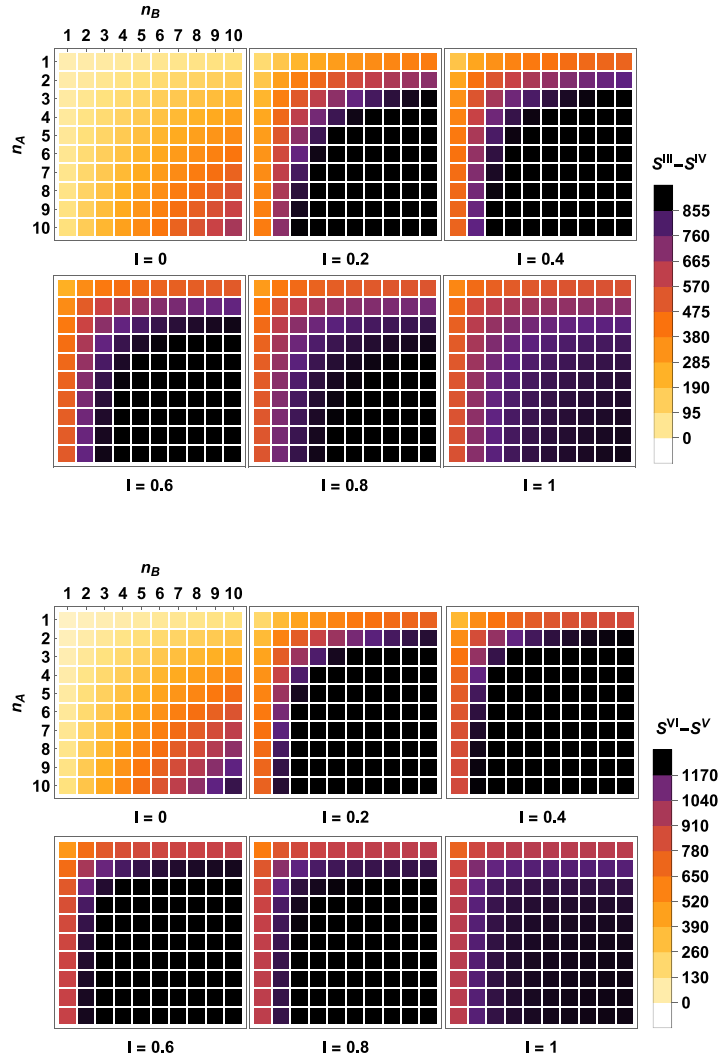 n_B
1 2 3 4 5 6 7 8 9 10
n_A
1
2
3
4
5
6
7
8
9
10
I = 0
I = 0.2
I = 0.4
I = 0.6
I = 0.8
I = 1
S^III–S^IV
855
760
665
570
475
380
285
190
95
0
n_B
1 2 3 4 5 6 7 8 9 10
n_A
1
2
3
4
5
6
7
8
9
10
I = 0
I = 0.2
I = 0.4
I = 0.6
I = 0.8
I = 1
S^VI–S^V
1170
1040
910
780
650
520
390
260
130
0